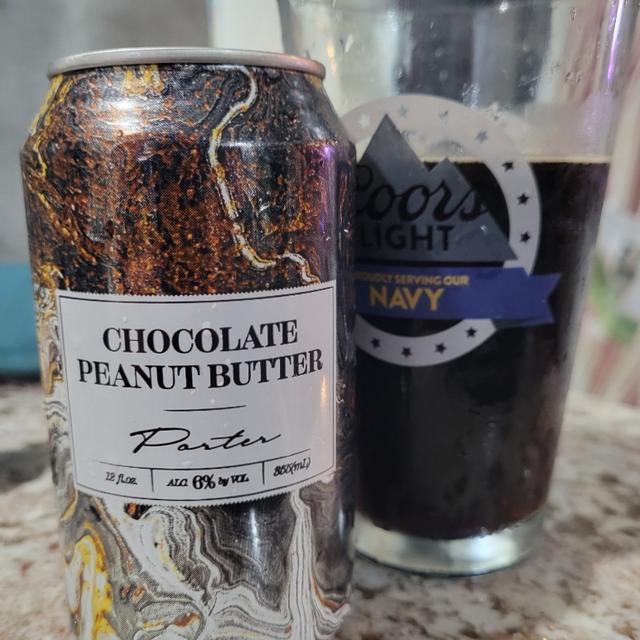 CHOCOLATE
PEANUT BUTTER
Porter
12 fl.oz. ALC 6% by VOL. 355(mL)
Coors
LIGHT
PROUDLY SERVING OUR
NAVY